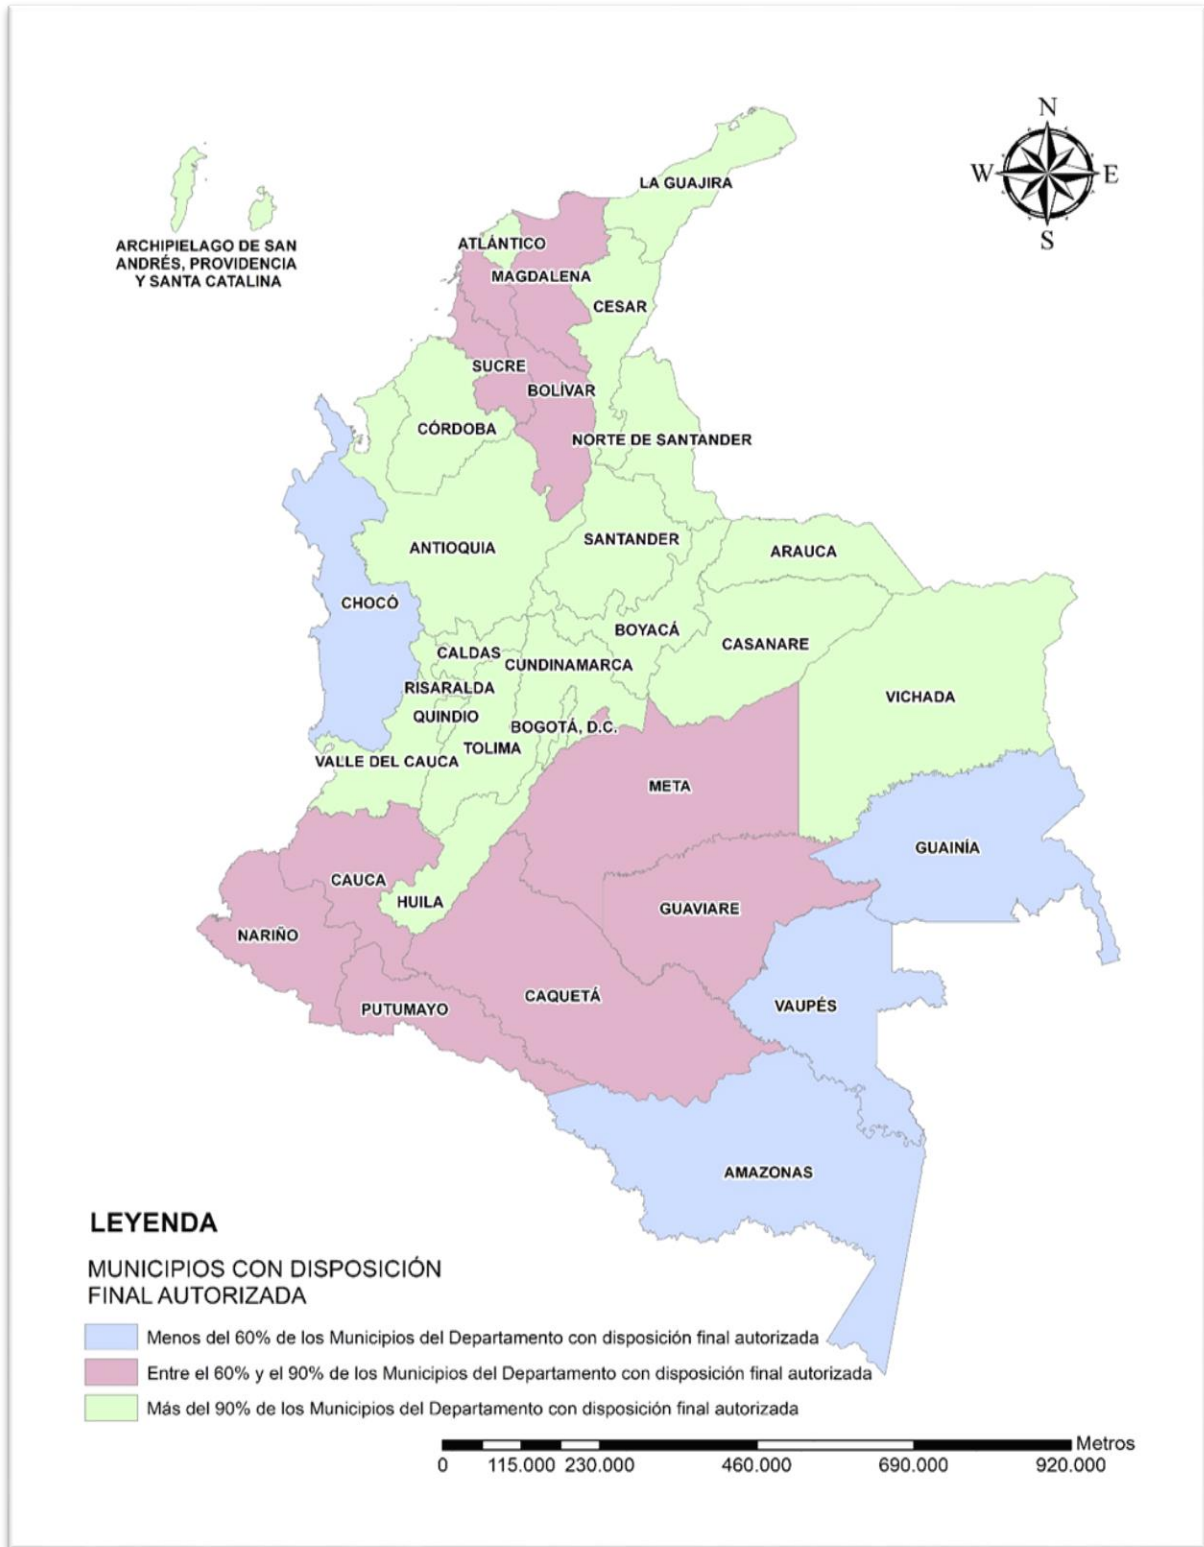 N
W
E
S
LA GUAJIRA
ARCHIPIELAGO DE SAN
ANDRÉS, PROVIDENCIA
Y SANTA CATALINA
ATLÁNTICO
MAGDALENA
CESAR
SUCRE
BOLÍVAR
CÓRDOBA
NORTE DE SANTANDER
ANTIOQUIA
SANTANDER
ARAUCA
CHOCÓ
BOYACÁ
CASANARE
CALDAS
CUNDINAMARCA
RISARALDA
VICHADA
QUINDIO
BOGOTÁ, D.C.
TOLIMA
VALLE DEL CAUCA
META
GUAINÍA
CAUCA
HUILA
GUAVIARE
NARIÑO
CAQUETÁ
VAUPÉS
PUTUMAYO
AMAZONAS
LEYENDA
MUNICIPIOS CON DISPOSICIÓN
FINAL AUTORIZADA
Menos del 60% de los Municipios del Departamento con disposición final autorizada
Entre el 60% y el 90% de los Municipios del Departamento con disposición final autorizada
Más del 90% de los Municipios del Departamento con disposición final autorizada
Metros
0 115.000 230.000 460.000 690.000 920.000